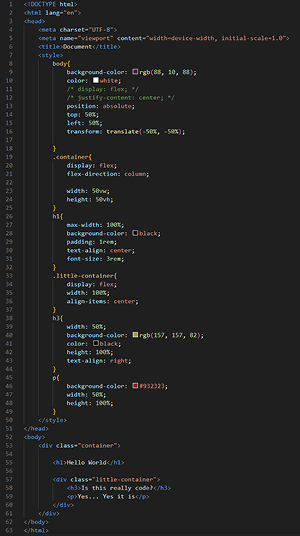 1 <!DOCTYPE html>
2 <html lang="en">
3 <head>
4 <meta charset="UTF-8">
5 <meta name="viewport" content="width=device-width, initial-scale=1.0">
6 <title>Document</title>
7 <style>
8 body{
9 background-color: rgb(88, 10, 88);
10 color: white;
11 /* display: flex; */
12 /* justify-content: center; */
13 position: absolute;
14 top: 50%;
15 left: 50%;
16 transform: translate(-50%, -50%);
17
18 }
19 .container{
20 display: flex;
21 flex-direction: column;
22
23 width: 50vw;
24 height: 50vh;
25 }
26 h1{
27 max-width: 100%;
28 background-color: black;
29 padding: 1rem;
30 text-align: center;
31 font-size: 3rem;
32 }
33 .little-container{
34 display: flex;
35 width: 100%;
36 align-items: center;
37 }
38 h3{
39 width: 50%;
40 background-color: rgb(157, 157, 82);
41 color: black;
42 height: 100%;
43 text-align: right;
44 }
45 p{
46 background-color: #932323;
47 width: 50%;
48 height: 100%;
49 }
50 </style>
51 </head>
52 <body>
53 <div class="container">
54
55 <h1>Hello World</h1>
56
57 <div class="little-container">
58 <h3>Is this really code?</h3>
59 <p>Yes... Yes it is</p>
60 </div>
61 </div>
62 </body>
63 </html>